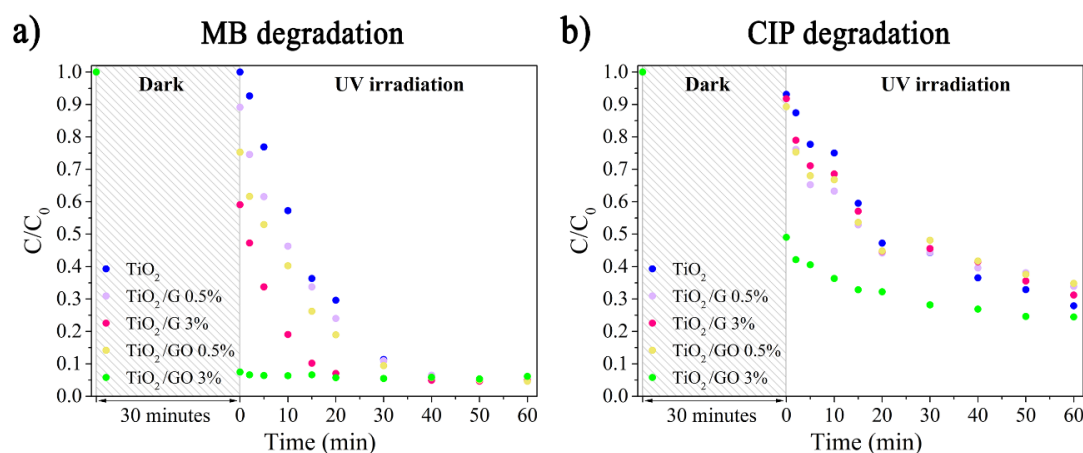 a)
MB degradation
C/C₀
1.0
0.9
0.8
0.7
0.6
0.5
0.4
0.3
0.2
0.1
0.0
Dark
UV irradiation
TiO₂
TiO₂/G 0.5%
TiO₂/G 3%
TiO₂/GO 0.5%
TiO₂/GO 3%
30 minutes
0 10 20 30 40 50 60
Time (min)
b)
CIP degradation
C/C₀
1.0
0.9
0.8
0.7
0.6
0.5
0.4
0.3
0.2
0.1
0.0
Dark
UV irradiation
TiO₂
TiO₂/G 0.5%
TiO₂/G 3%
TiO₂/GO 0.5%
TiO₂/GO 3%
30 minutes
0 10 20 30 40 50 60
Time (min)